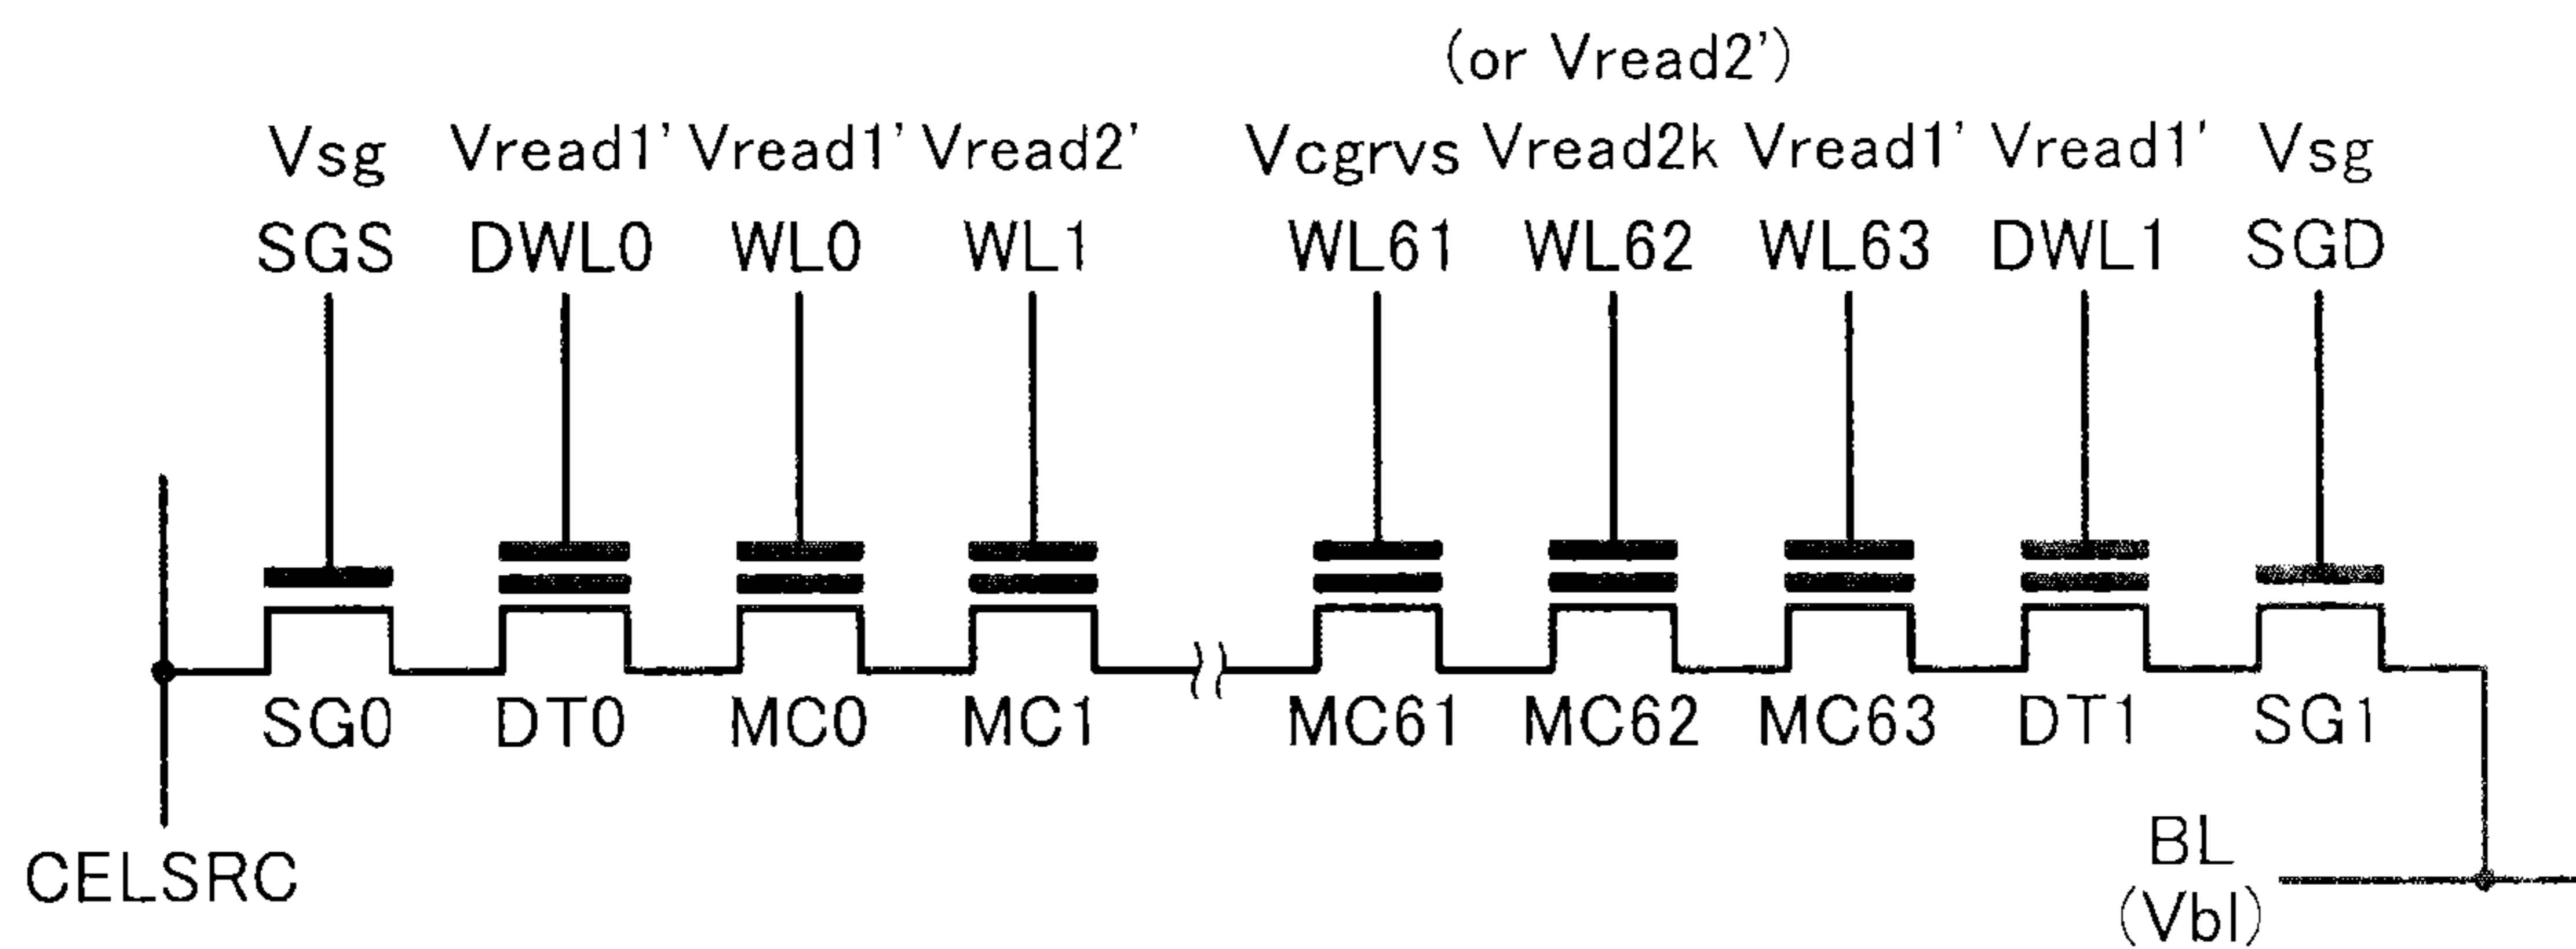 (or Vread2')
Vsg Vread1' Vread1' Vread2' Vcgrvs Vread2k Vread1' Vread1' Vsg
SGS DWL0 WL0 WL1 WL61 WL62 WL63 DWL1 SGD
SG0 DT0 MC0 MC1 MC61 MC62 MC63 DT1 SG1
CELSRC
BL
(Vbl)